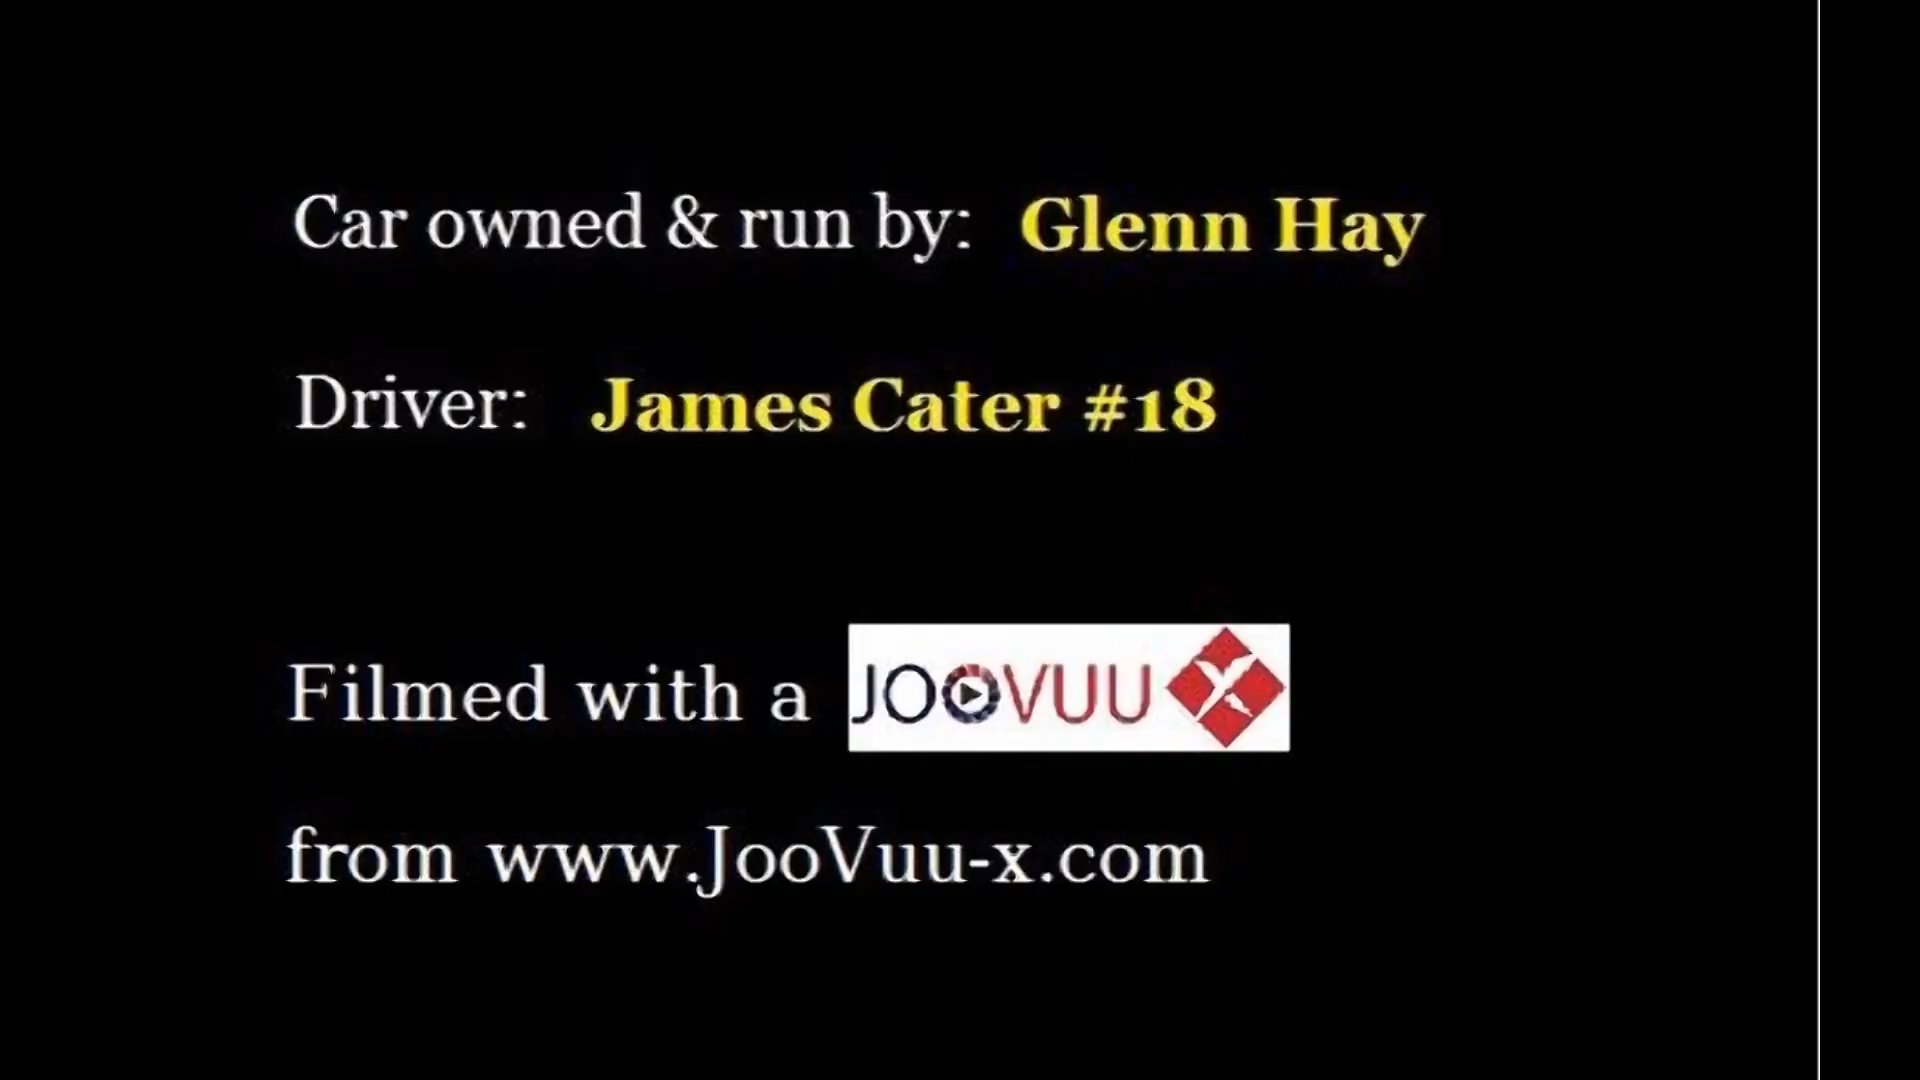 Car owned & run by: Glenn Hay
Driver: James Cater #18
Filmed with a JOOVUU X
from www.JooVuu-x.com